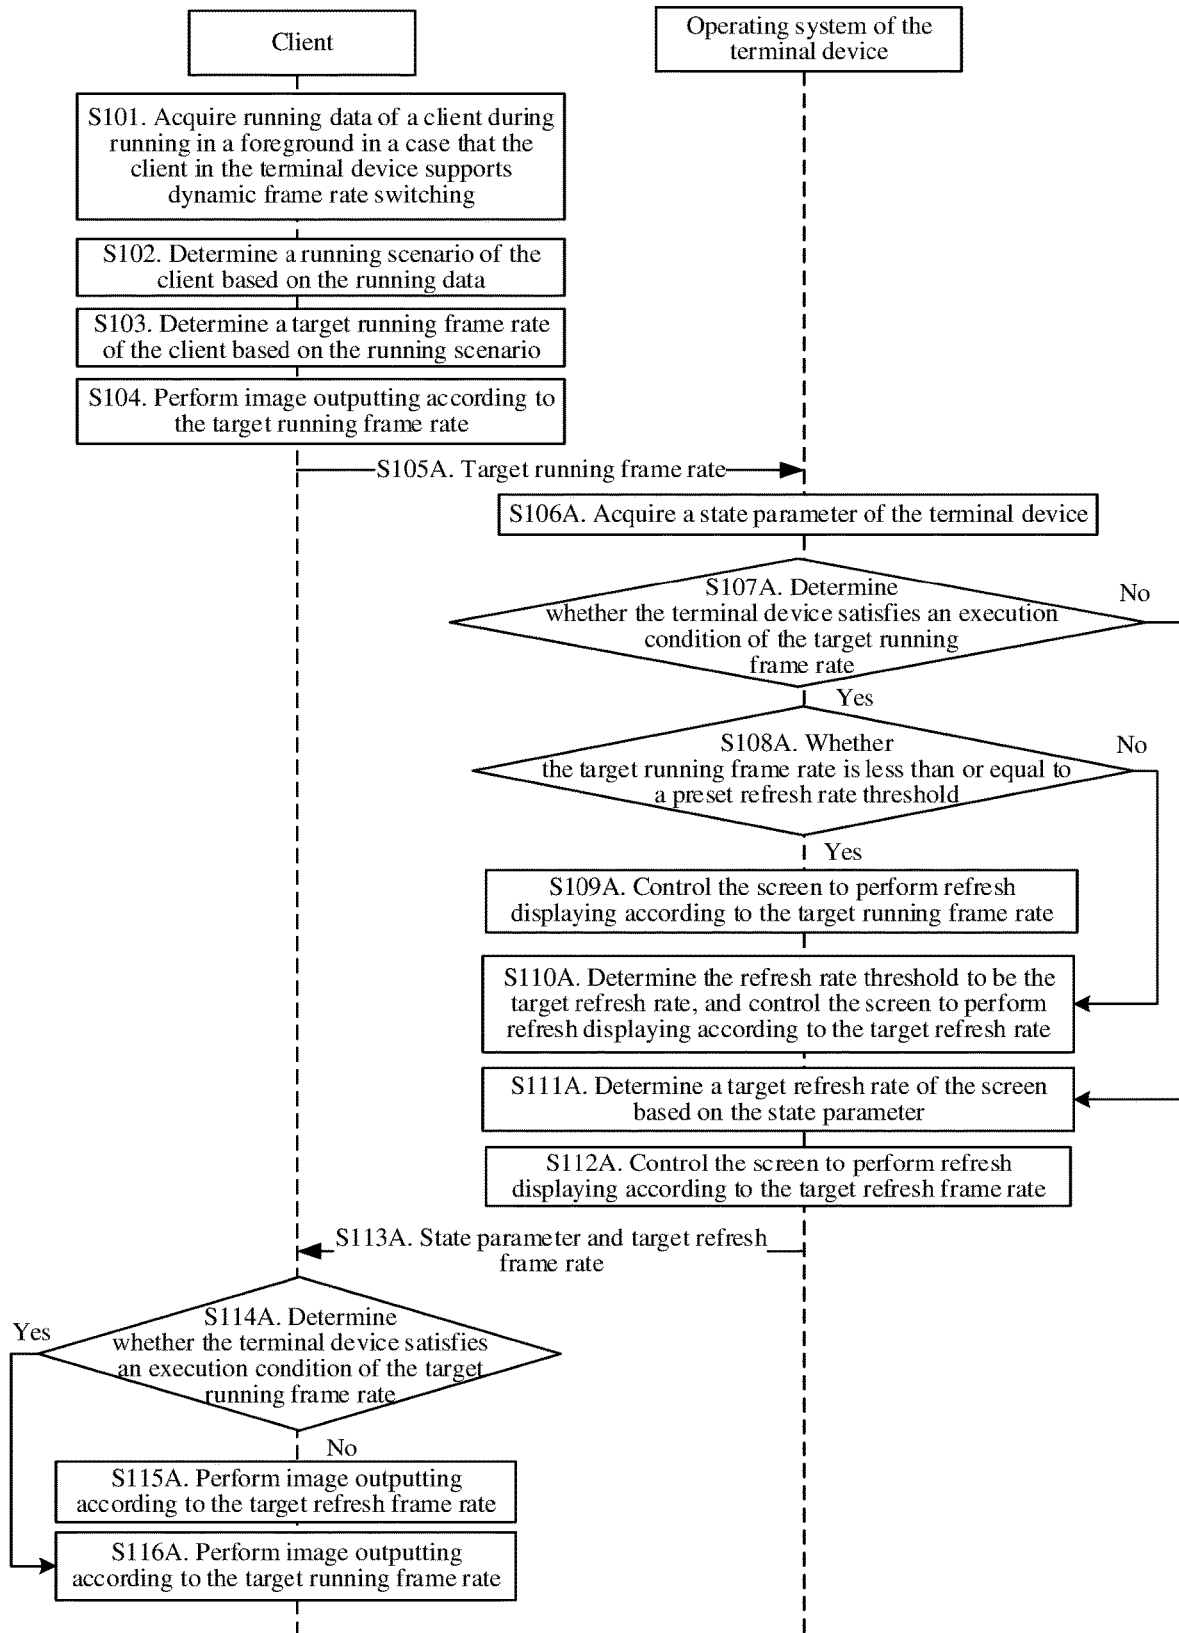 Client
Operating system of the
terminal device
S101. Acquire running data of a client during
running in a foreground in a case that the
client in the terminal device supports
dynamic frame rate switching
S102. Determine a running scenario of the
client based on the running data
S103. Determine a target running frame rate
of the client based on the running scenario
S104. Perform image outputting according to
the target running frame rate
S105A. Target running frame rate
S106A. Acquire a state parameter of the terminal device
S107A. Determine
whether the terminal device satisfies an execution
condition of the target running
frame rate
No
Yes
S108A. Whether
the target running frame rate is less than or equal to
a preset refresh rate threshold
No
Yes
S109A. Control the screen to perform refresh
displaying according to the target running frame rate
S110A. Determine the refresh rate threshold to be the
target refresh rate, and control the screen to perform
refresh displaying according to the target refresh rate
S111A. Determine a target refresh rate of the screen
based on the state parameter
S112A. Control the screen to perform refresh
displaying according to the target refresh frame rate
S113A. State parameter and target refresh
frame rate
S114A. Determine
whether the terminal device satisfies
an execution condition of the target
running frame rate
Yes
No
S115A. Perform image outputting
according to the target refresh frame rate
S116A. Perform image outputting
according to the target running frame rate